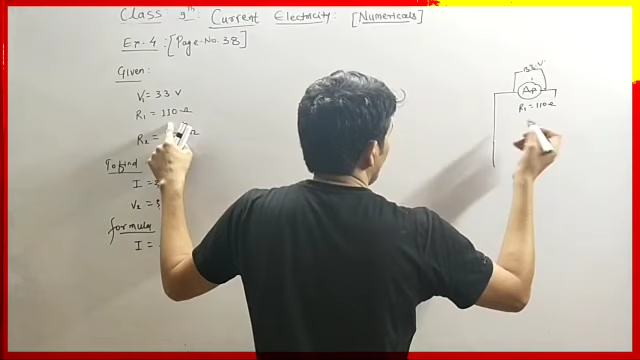 Class: 9th: Current Electricity: [Numericals]
Ex-4: [Page-No. 38]
Given:
V₁ = 33 V
R₁ = 110 Ω
R₂ = Ω
To find
I =
V₂ =
formula
I =
V
R₁ = 110 Ω